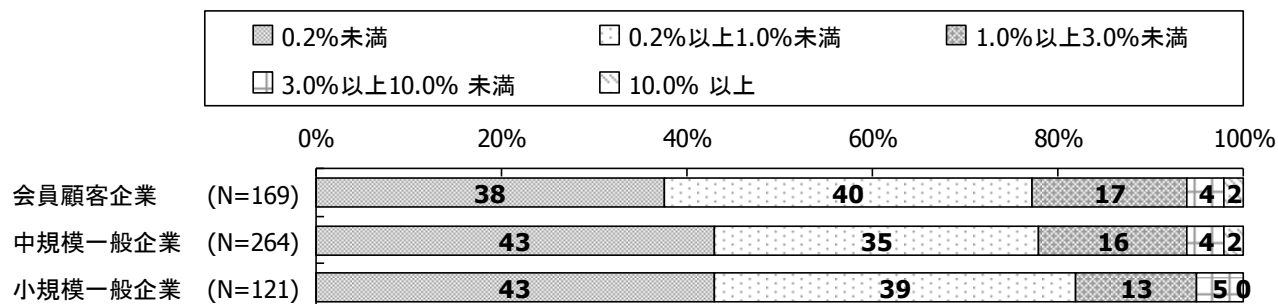 0.2%未満 0.2%以上1.0%未満 1.0%以上3.0%未満
3.0%以上10.0% 未満 10.0% 以上
0% 20% 40% 60% 80% 100%
会員顧客企業 (N=169) 38 40 17 4 2
中規模一般企業 (N=264) 43 35 16 4 2
小規模一般企業 (N=121) 43 39 13 5 0